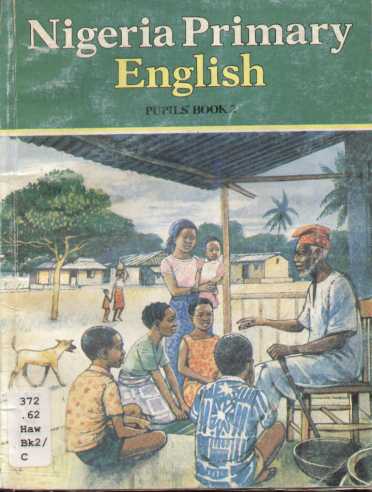 Nigeria Primary
English
PUPILS' BOOK 2
372
.62
Haw
Bk2/
C